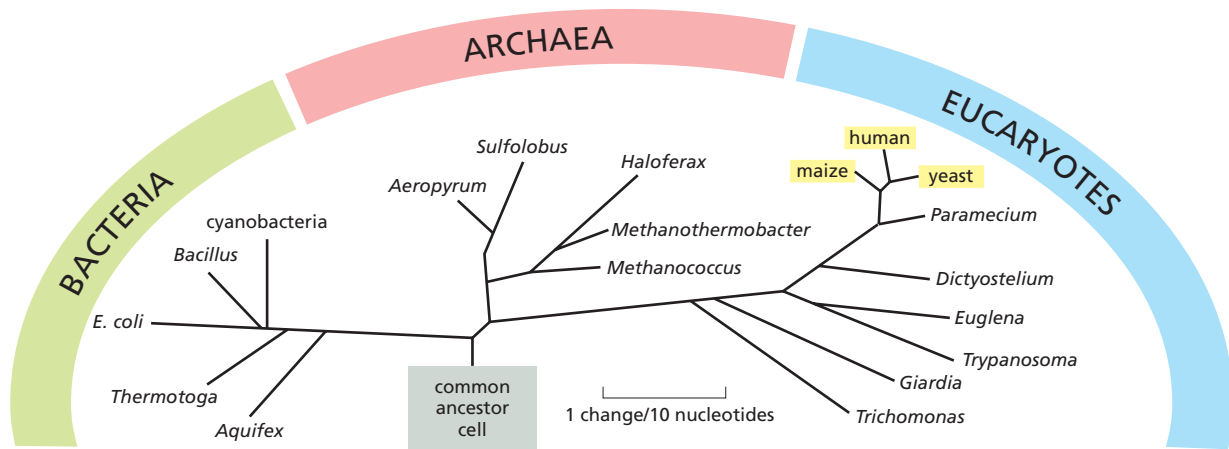 BACTERIA
ARCHAEA
EUCARYOTES
Sulfolobus
Aeropyrum
Haloferax
Methanothermobacter
Methanococcus
cyanobacteria
Bacillus
E. coli
Thermotoga
Aquifex
common
ancestor
cell
1 change/10 nucleotides
human
maize
yeast
Paramecium
Dictyostelium
Euglena
Trypanosoma
Giardia
Trichomonas